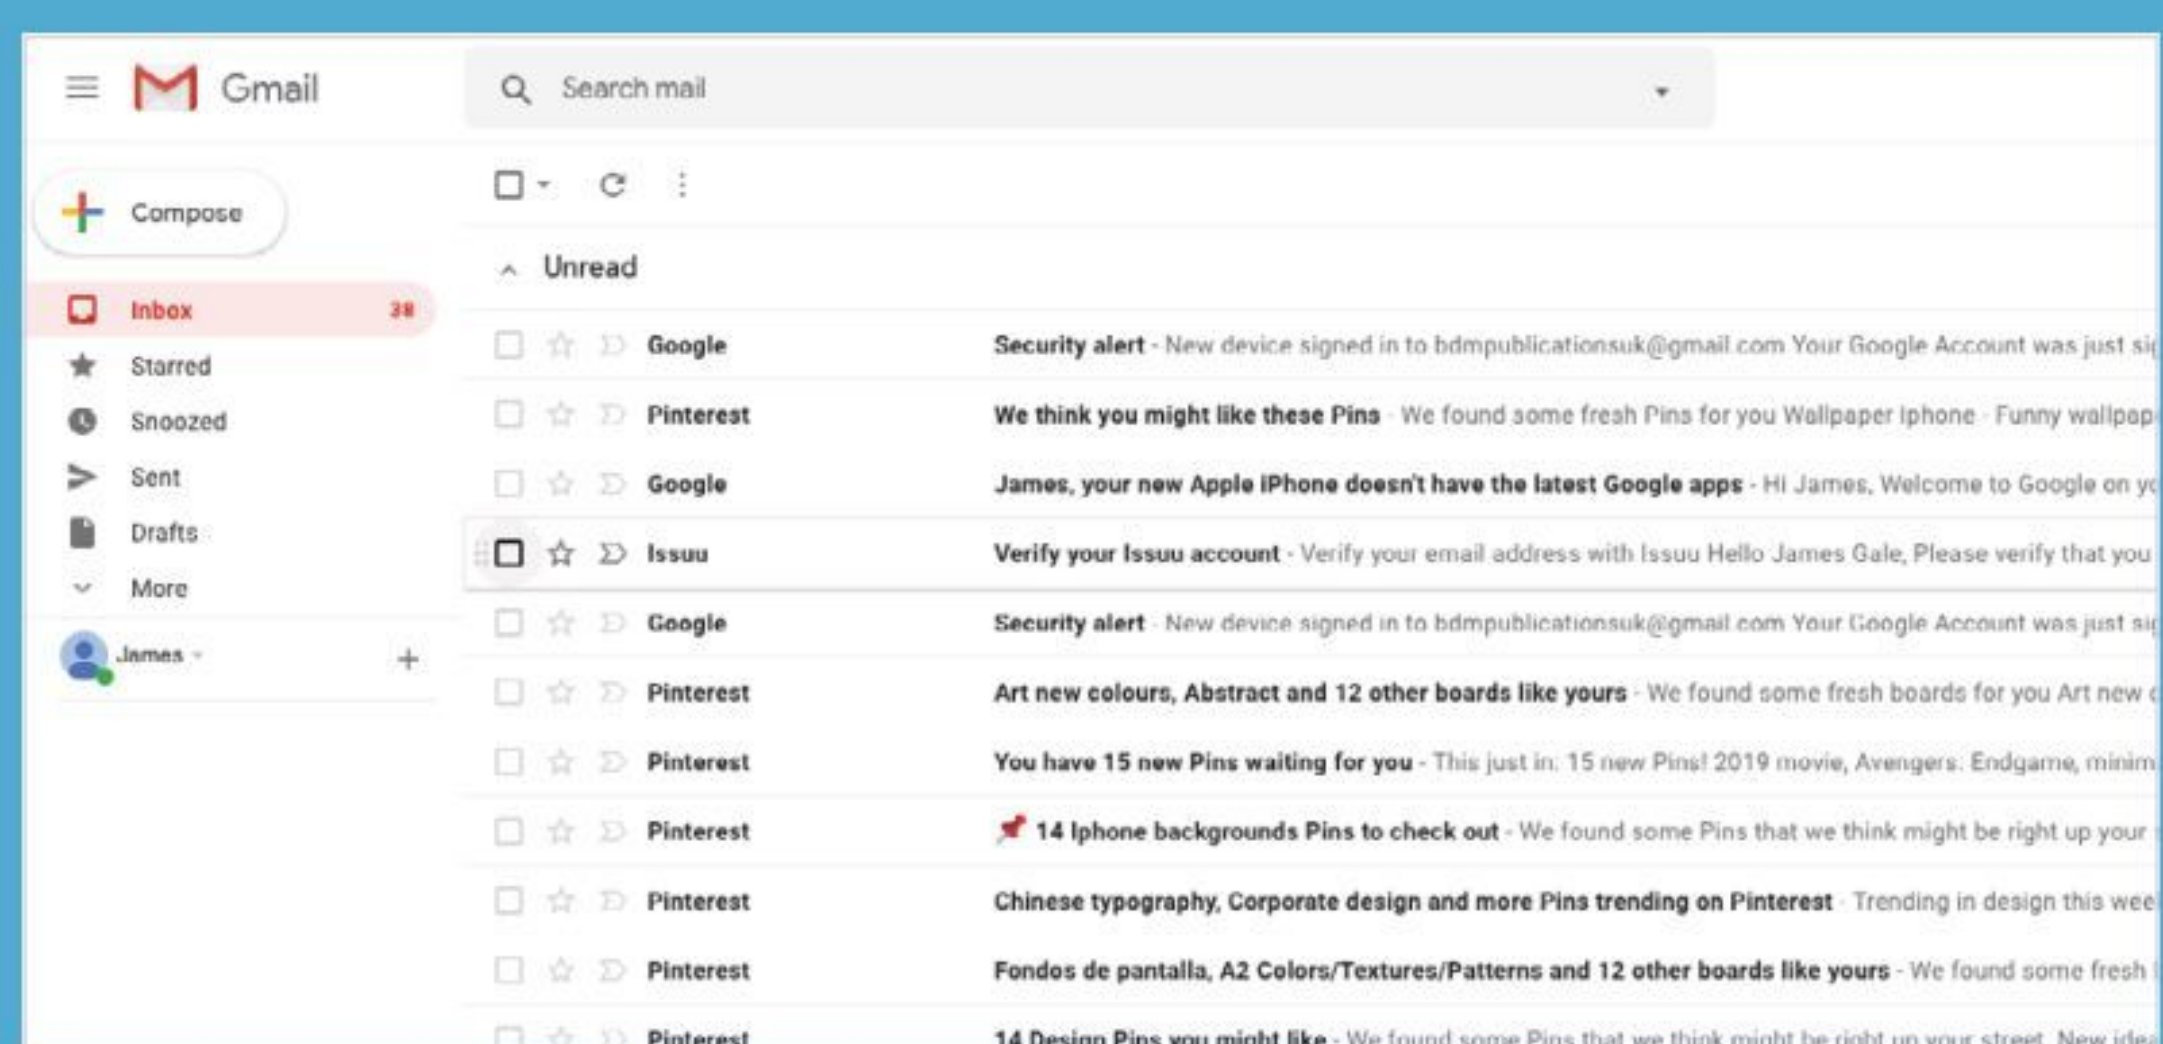 Gmail
Search mail
Compose
Unread
Inbox 38
Starred
Snoozed
Sent
Drafts
More
James
Google Security alert - New device signed in to bdmpublicationsuk@gmail.com Your Google Account was just
Pinterest We think you might like these Pins - We found some fresh Pins for you Wallpaper Iphone - Funny
Google James, your new Apple iPhone doesn't have the latest Google apps - Hi James, Welcome to Google on
Issuu Verify your Issuu account - Verify your email address with Issuu Hello James Gale, Please verify that you
Google Security alert - New device signed in to bdmpublicationsuk@gmail.com Your Google Account was just
Pinterest Art new colours, Abstract and 12 other boards like yours - We found some fresh boards for you Art new
Pinterest You have 15 new Pins waiting for you - This just in: 15 new Pins! 2019 movie, Avengers: Endgame, minim
Pinterest 14 Iphone backgrounds Pins to check out - We found some Pins that we think might be right up your
Pinterest Chinese typography, Corporate design and more Pins trending on Pinterest - Trending in design this
Pinterest Fondos de pantalla, A2 Colors/Textures/Patterns and 12 other boards like yours - We found some fresh
Pinterest 14 Design Pins you might like - We found some Pins that we think might be right up your street. New